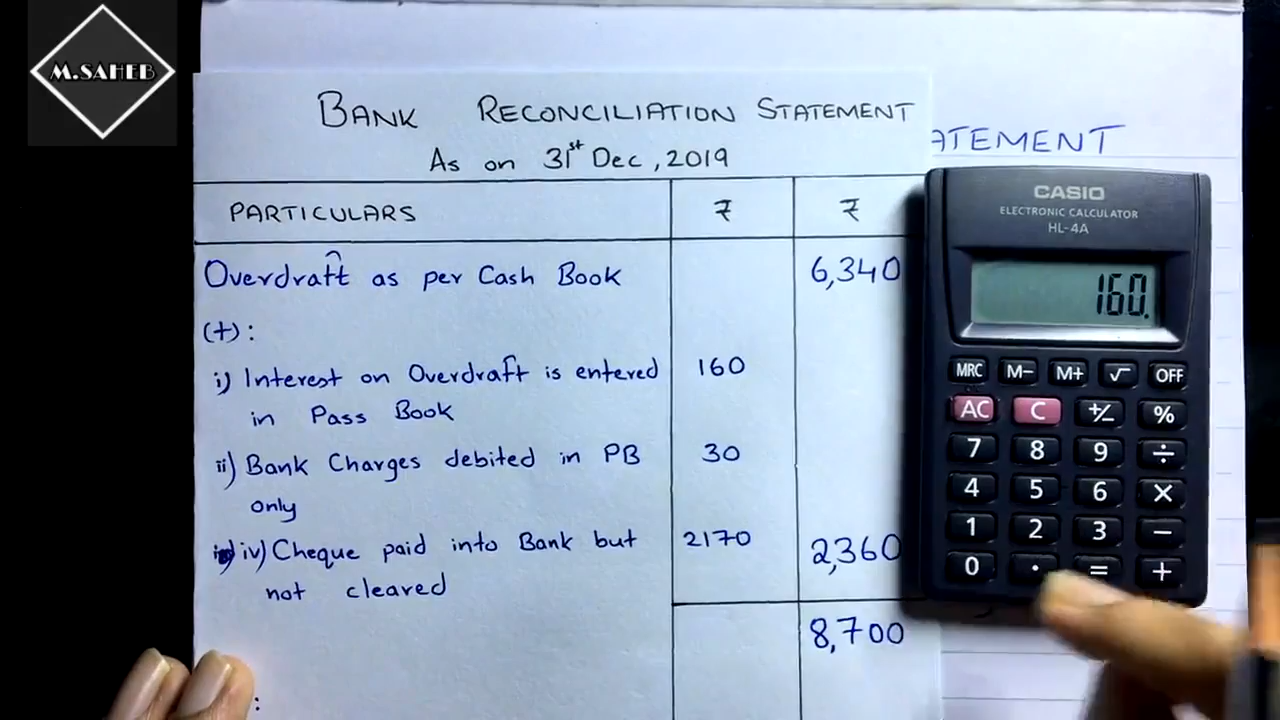 M.SAHEB
BANK RECONCILIATION STATEMENT
As on 31st Dec, 2019
ATEMENT
PARTICULARS ₹ ₹
Overdraft as per Cash Book 6,340
(+):
i) Interest on Overdraft is entered 160
in Pass Book
ii) Bank Charges debited in PB 30
only
iv) Cheque paid into Bank but 2170 2,360
not cleared
8,700
:
CASIO
ELECTRONIC CALCULATOR
HL-4A
160.
MRC M− M+ √ OFF
AC C +/− %
7 8 9 ÷
4 5 6 ×
1 2 3 −
0 · = +